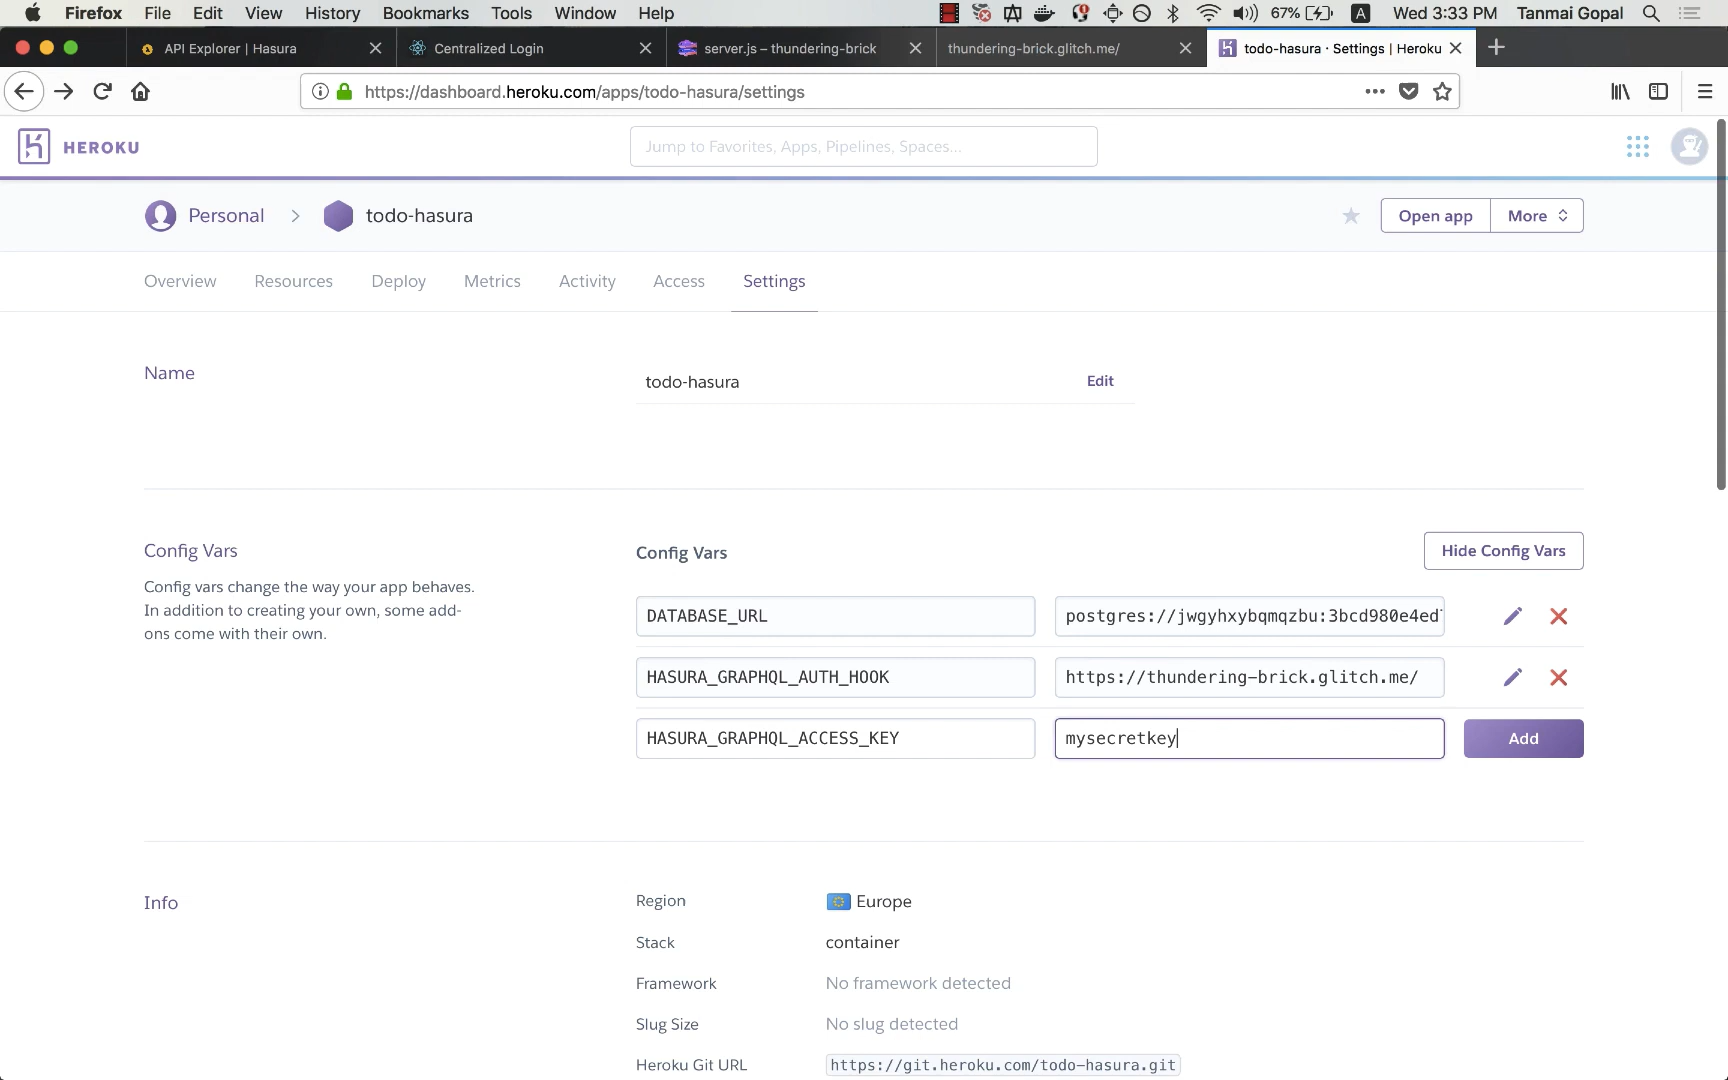 Firefox File Edit View History Bookmarks Tools Window Help 67% A Wed 3:33 PM Tanmai Gopal
API Explorer | Hasura
Centralized Login
server.js – thundering-brick
thundering-brick.glitch.me/
todo-hasura · Settings | Heroku
https://dashboard.heroku.com/apps/todo-hasura/settings
HEROKU
Jump to Favorites, Apps, Pipelines, Spaces...
Personal > todo-hasura
Open app
More
Overview Resources Deploy Metrics Activity Access Settings
Name
todo-hasura
Edit
Config Vars
Config vars change the way your app behaves.
In addition to creating your own, some add-
ons come with their own.
Config Vars
Hide Config Vars
DATABASE_URL
postgres://jwgyhxybqmqzbu:3bcd980e4ed
HASURA_GRAPHQL_AUTH_HOOK
https://thundering-brick.glitch.me/
HASURA_GRAPHQL_ACCESS_KEY
mysecretkey
Add
Info
Region
Europe
Stack
container
Framework
No framework detected
Slug Size
No slug detected
Heroku Git URL
https://git.heroku.com/todo-hasura.git